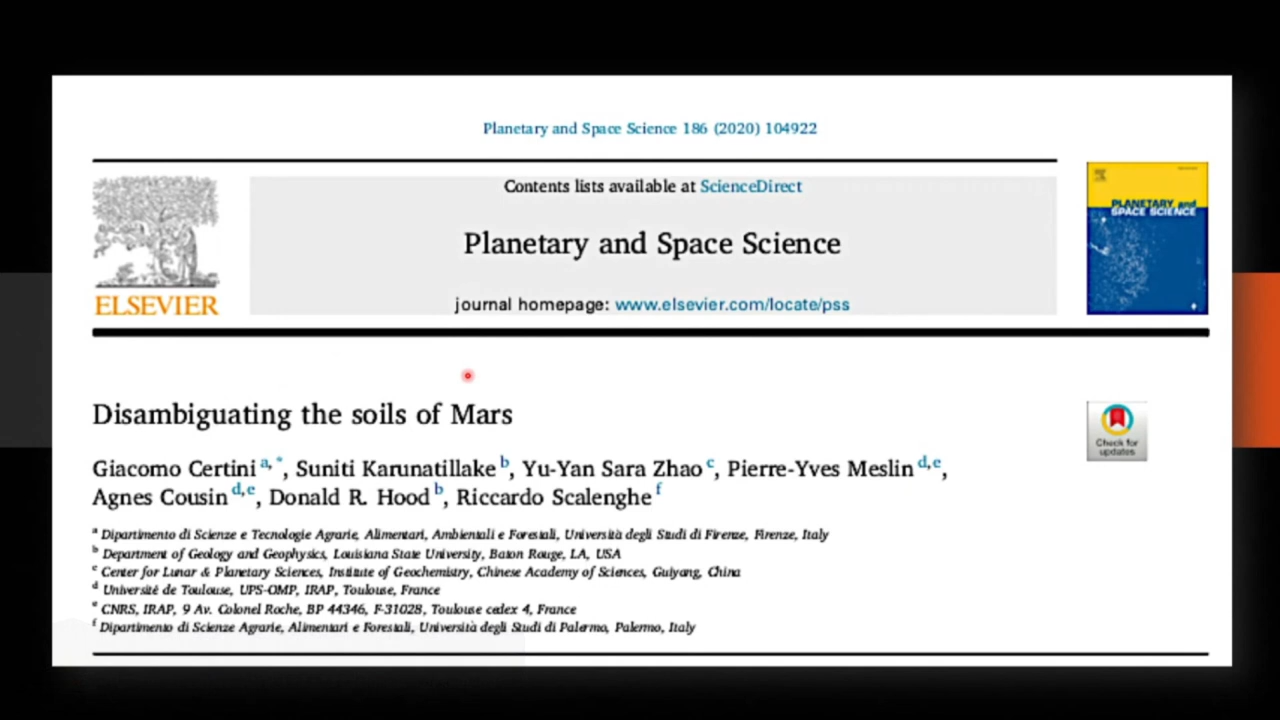 Planetary and Space Science 186 (2020) 104922
Contents lists available at ScienceDirect
Planetary and Space Science
journal homepage: www.elsevier.com/locate/pss
ELSEVIER
PLANETARY and
SPACE SCIENCE
Disambiguating the soils of Mars
Check for
updates
Giacomo Certini a, *, Suniti Karunatillake b, Yu-Yan Sara Zhao c, Pierre-Yves Meslin d,e,
Agnes Cousin d,e, Donald R. Hood b, Riccardo Scalenghe f
a Dipartimento di Scienze e Tecnologie Agrarie, Alimentari, Ambientali e Forestali, Università degli Studi di Firenze, Firenze, Italy
b Department of Geology and Geophysics, Louisiana State University, Baton Rouge, LA, USA
c Center for Lunar & Planetary Sciences, Institute of Geochemistry, Chinese Academy of Sciences, Guiyang, China
d Université de Toulouse, UPS-OMP, IRAP, Toulouse, France
e CNRS, IRAP, 9 Av. Colonel Roche, BP 44346, F-31028, Toulouse cedex 4, France
f Dipartimento di Scienze Agrarie, Alimentari e Forestali, Università degli Studi di Palermo, Palermo, Italy